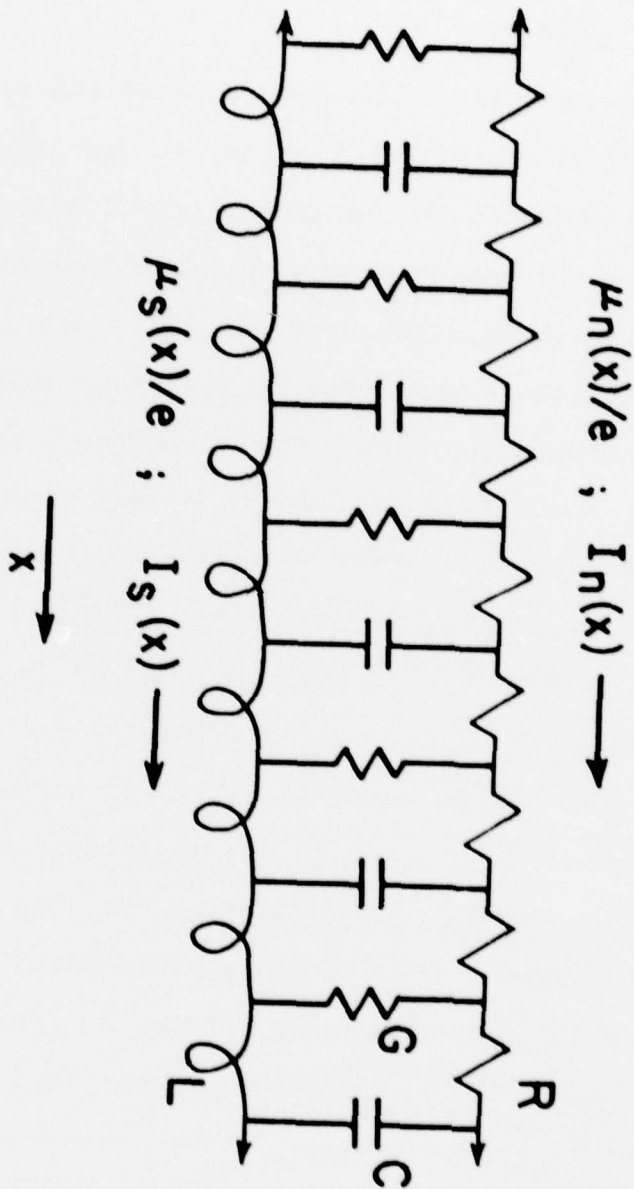 μn(x)/e ; In(x)
R
G
C
L
μs(x)/e ; Is(x)
x